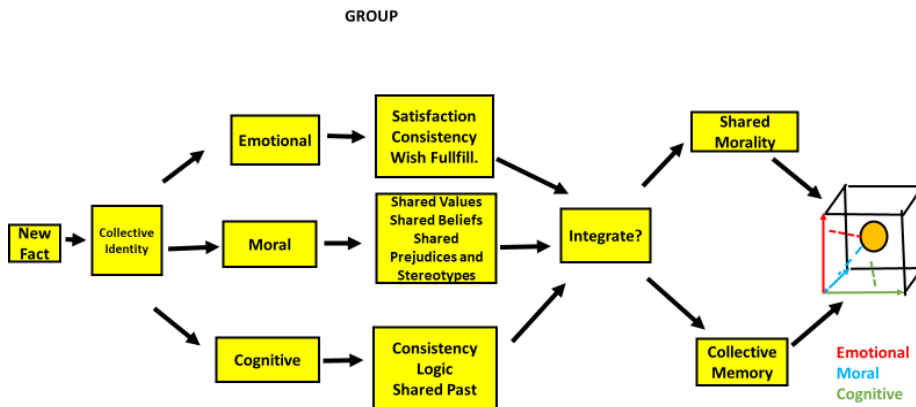 GROUP
New
Fact
Collective
Identity
Emotional
Moral
Cognitive
Satisfaction
Consistency
Wish Fullfill.
Shared Values
Shared Beliefs
Shared
Prejudices and
Stereotypes
Consistency
Logic
Shared Past
Integrate?
Shared
Morality
Collective
Memory
Emotional
Moral
Cognitive